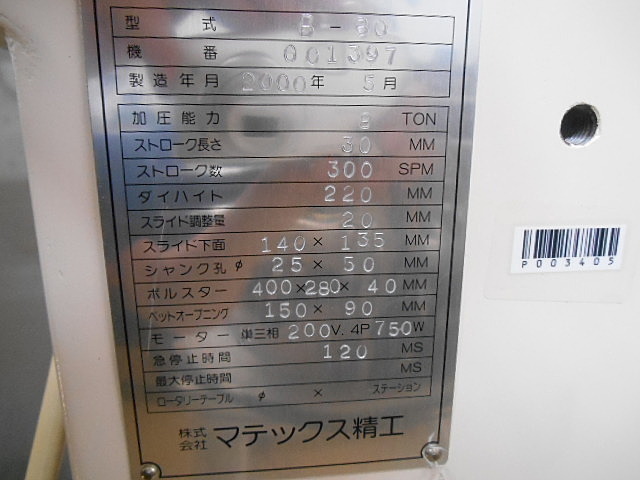 型式 8-80
機番 001397
製造年月 2000年 5月
加圧能力 8 TON
ストローク長さ 30 MM
ストローク数 300 SPM
ダイハイト 220 MM
スライド調整量 20 MM
スライド下面 140 × 135 MM
シャンク孔 φ 25 × 50 MM
ボルスター 400×280× 40 MM
ベットオープニング 150 × 90 MM
モーター 単三相 200V. 4P 750W
急停止時間 120 MS
最大停止時間 MS
ロータリーテーブル φ × ステーション
株式会社 マテックス精工
P003405